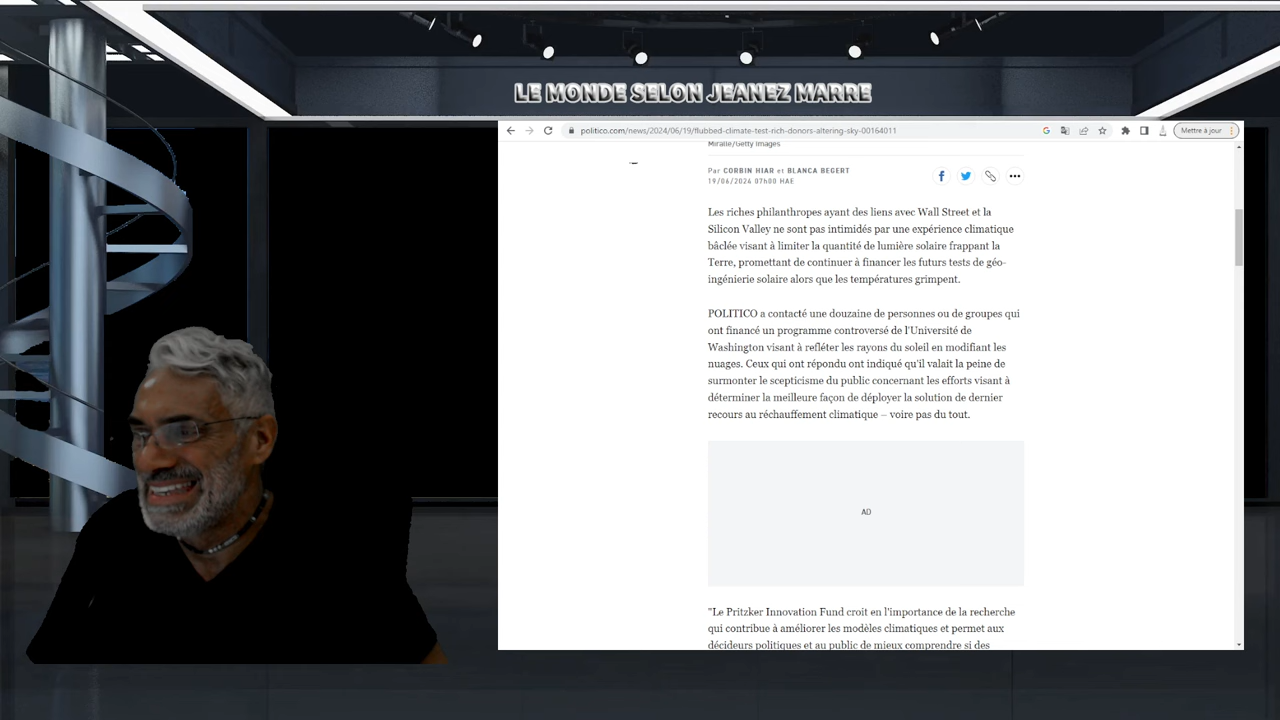 LE MONDE SELON JEANEZ MARRE
politico.com/news/2024/06/19/flubbed-climate-test-rich-donors-altering-sky-00164011
Mettre à jour
Miralle/Getty Images
Par CORBIN HIAR et BLANCA BEGERT
19/06/2024 07h00 HAE
Les riches philanthropes ayant des liens avec Wall Street et la
Silicon Valley ne sont pas intimidés par une expérience climatique
bâclée visant à limiter la quantité de lumière solaire frappant la
Terre, promettant de continuer à financer les futurs tests de géo-
ingénierie solaire alors que les températures grimpent.
POLITICO a contacté une douzaine de personnes ou de groupes qui
ont financé un programme controversé de l'Université de
Washington visant à refléter les rayons du soleil en modifiant les
nuages. Ceux qui ont répondu ont indiqué qu'il valait la peine de
surmonter le scepticisme du public concernant les efforts visant à
déterminer la meilleure façon de déployer la solution de dernier
recours au réchauffement climatique – voire pas du tout.
AD
"Le Pritzker Innovation Fund croit en l'importance de la recherche
qui contribue à améliorer les modèles climatiques et permet aux
décideurs politiques et au public de mieux comprendre si des